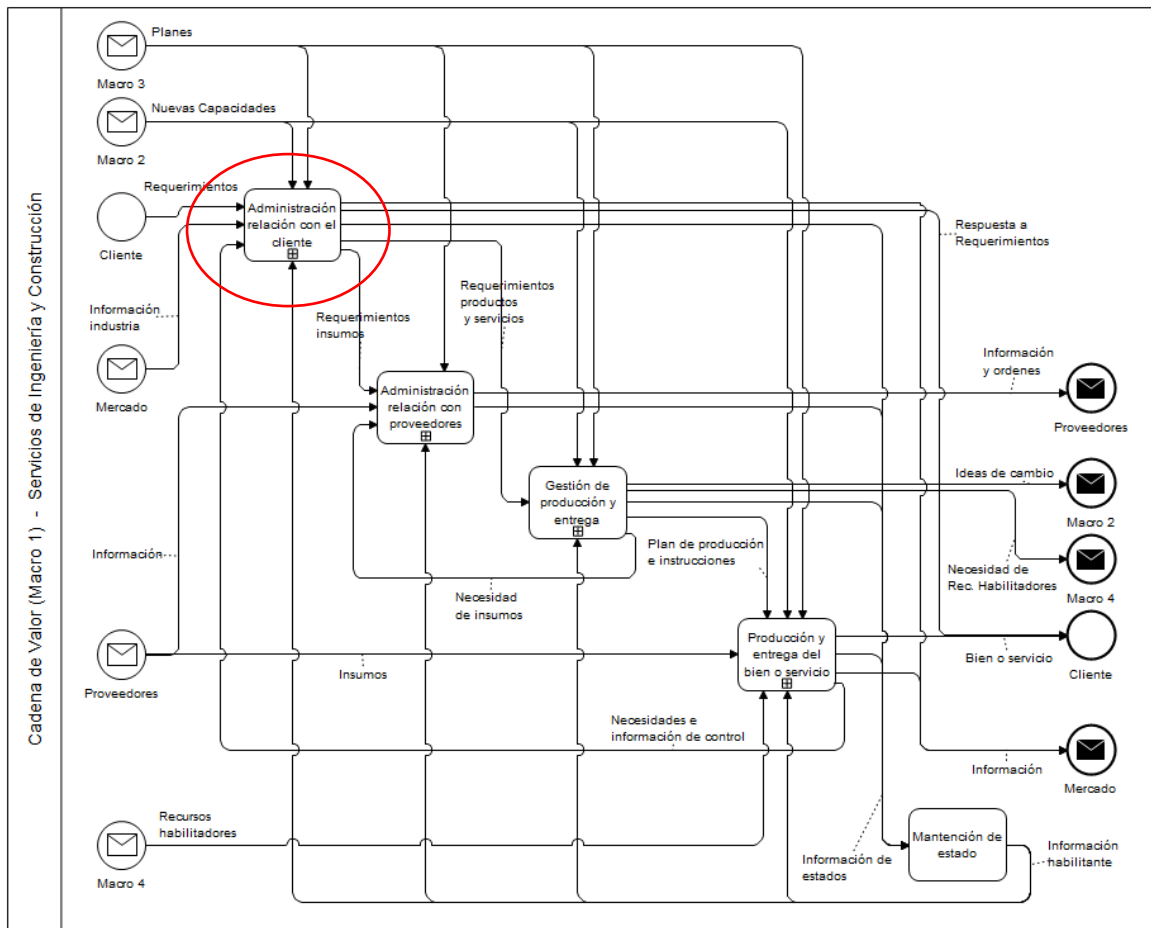 Cadena de Valor (Macro 1) - Servicios de Ingeniería y Construcción
Planes
Macro 3
Nuevas Capacidades
Macro 2
Requerimientos
Cliente
Administración
relación con el
cliente
Respuesta a
Requerimientos
Información
industria
Mercado
Requerimientos
insumos
Requerimientos
productos
y servicios
Administración
relación con
proveedores
Información
y ordenes
Proveedores
Gestión de
producción y
entrega
Ideas de cambio
Macro 2
Información
Necesidad
de insumos
Plan de producción
e instrucciones
Necesidad de
Rec. Habilitadores
Macro 4
Proveedores
Insumos
Producción y
entrega del
bien o servicio
Bien o servicio
Cliente
Necesidades e
información de control
Información
Mercado
Recursos
habilitadores
Macro 4
Información de
estados
Mantención de
estado
Información
habilitante